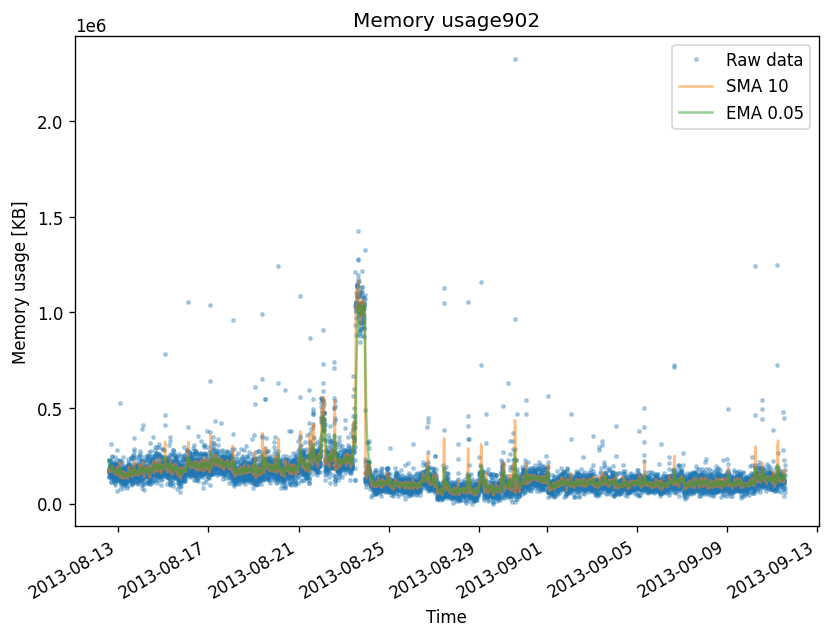 Memory usage902
1e6
Raw data
SMA 10
EMA 0.05
2.0
1.5
1.0
0.5
0.0
Memory usage [KB]
2013-08-13
2013-08-17
2013-08-21
2013-08-25
2013-08-29
2013-09-01
2013-09-05
2013-09-09
2013-09-13
Time